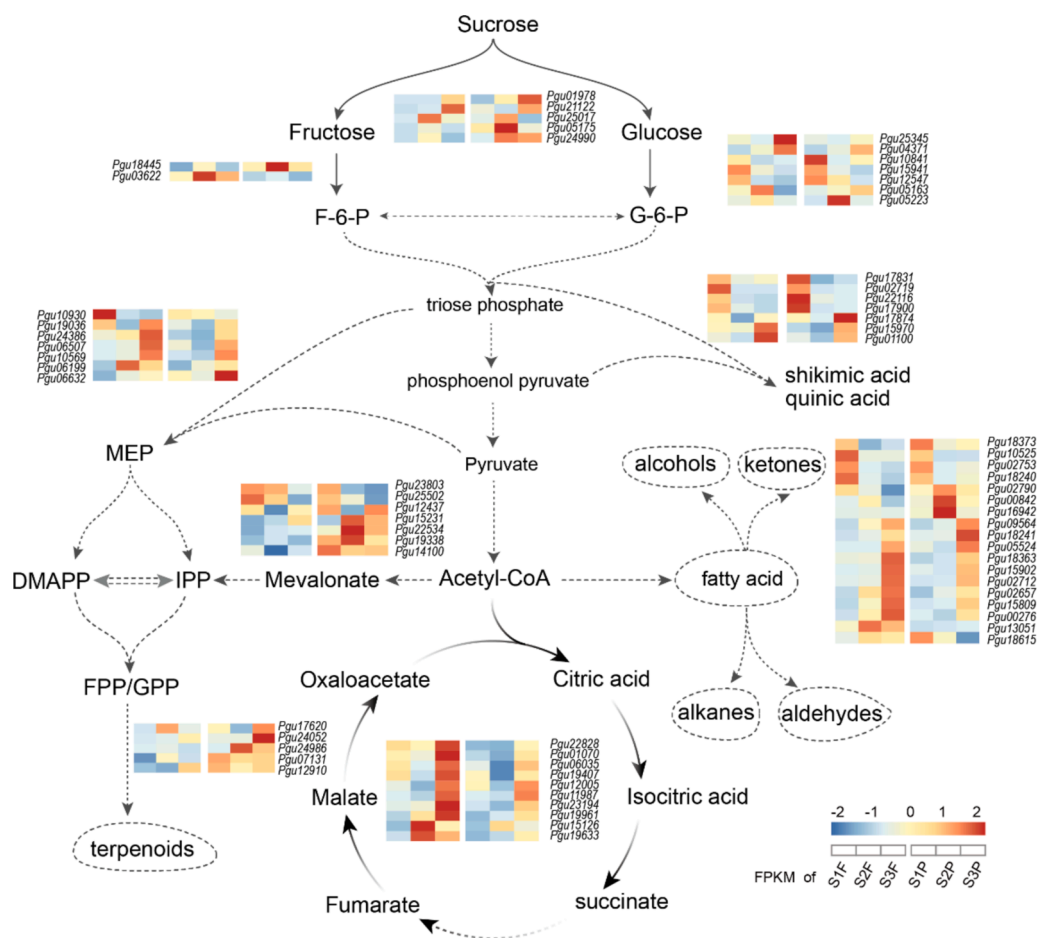 Sucrose
Fructose
Glucose
Pgu01978
Pgu21122
Pgu25017
Pgu05175
Pgu24990
Pgu25345
Pgu04371
Pgu10841
Pgu15941
Pgu12547
Pgu05163
Pgu05223
Pgu18445
Pgu03622
F-6-P
G-6-P
triose phosphate
Pgu17831
Pgu02719
Pgu22116
Pgu17900
Pgu17874
Pgu15970
Pgu01100
Pgu10930
Pgu19036
Pgu24386
Pgu06507
Pgu10569
Pgu06199
Pgu06632
phosphoenol pyruvate
shikimic acid
quinic acid
MEP
Pyruvate
alcohols
ketones
Pgu18373
Pgu10525
Pgu02753
Pgu18240
Pgu02790
Pgu00842
Pgu16942
Pgu09564
Pgu18241
Pgu05524
Pgu18363
Pgu15902
Pgu02712
Pgu02657
Pgu15809
Pgu00276
Pgu13051
Pgu18615
Pgu23803
Pgu25502
Pgu12437
Pgu15231
Pgu22534
Pgu19338
Pgu14100
DMAPP
IPP
Mevalonate
Acetyl-CoA
fatty acid
FPP/GPP
Oxaloacetate
Citric acid
alkanes
aldehydes
Pgu17620
Pgu24052
Pgu24986
Pgu07131
Pgu12910
Pgu22828
Pgu01070
Pgu06035
Pgu19407
Pgu12005
Pgu11987
Pgu23194
Pgu19961
Pgu15126
Pgu19633
Malate
Isocitric acid
terpenoids
Fumarate
succinate
-2 -1 0 1 2
FPKM of S1F S2F S3F S1P S2P S3P